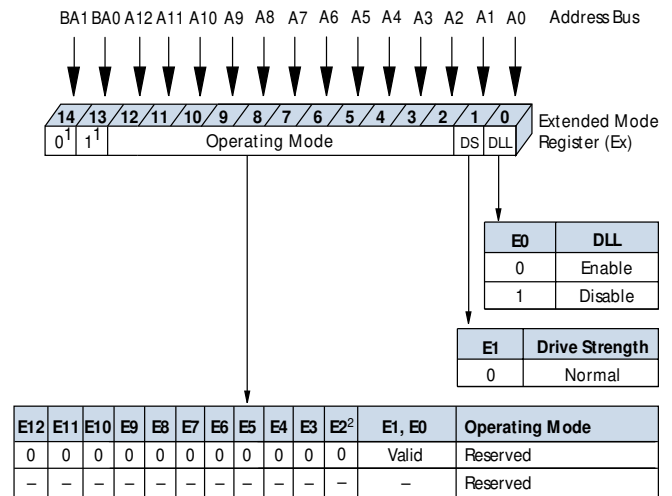 BA1 BA0 A12 A11 A10 A9 A8 A7 A6 A5 A4 A3 A2 A1 A0 Address Bus
14 13 12 11 10 9 8 7 6 5 4 3 2 1 0 Extended Mode
0¹ 1¹ Operating Mode DS DLL Register (Ex)
E0 DLL
0 Enable
1 Disable
E1 Drive Strength
0 Normal
E12 E11 E10 E9 E8 E7 E6 E5 E4 E3 E2² E1, E0 Operating Mode
0 0 0 0 0 0 0 0 0 0 0 Valid Reserved
– – – – – – – – – – – – Reserved